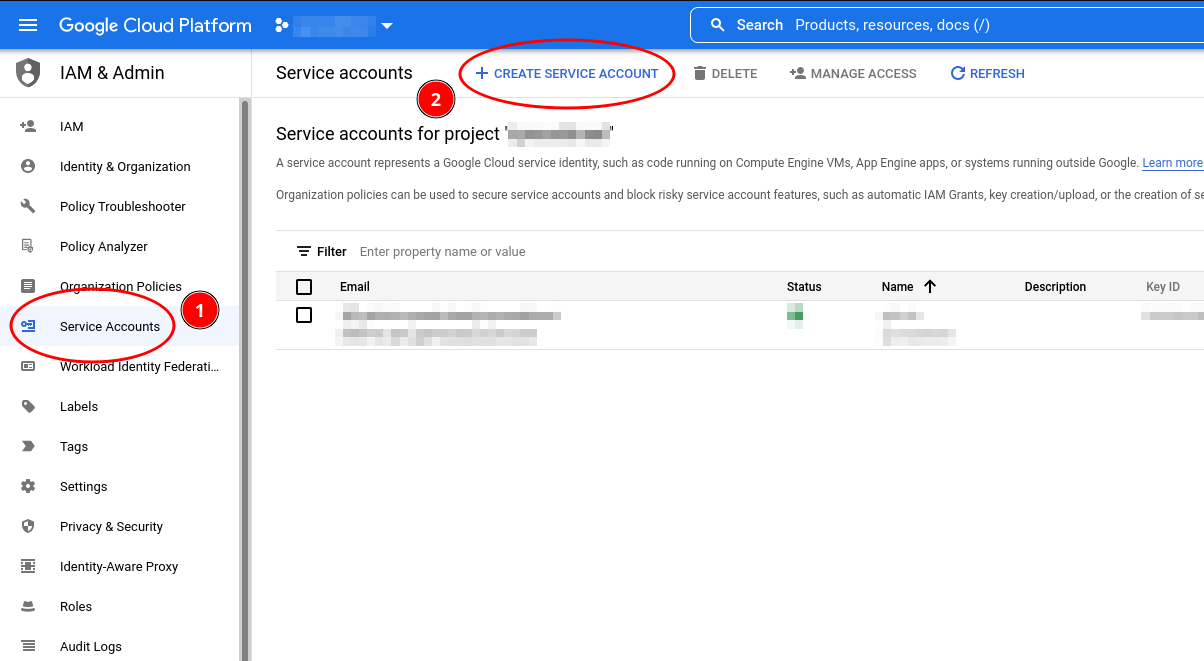 Google Cloud Platform
Search Products, resources, docs (/)
IAM & Admin
Service accounts
2
CREATE SERVICE ACCOUNT
DELETE
MANAGE ACCESS
REFRESH
IAM
Identity & Organization
Policy Troubleshooter
Policy Analyzer
Organization Policies
1
Service Accounts
Workload Identity Federati...
Labels
Tags
Settings
Privacy & Security
Identity-Aware Proxy
Roles
Audit Logs
Service accounts for project " "
A service account represents a Google Cloud service identity, such as code running on Compute Engine VMs, App Engine apps, or systems running outside Google. Learn more
Organization policies can be used to secure service accounts and block risky service account features, such as automatic IAM Grants, key creation/upload, or the creation of se
Filter Enter property name or value
Email Status Name Description Key ID